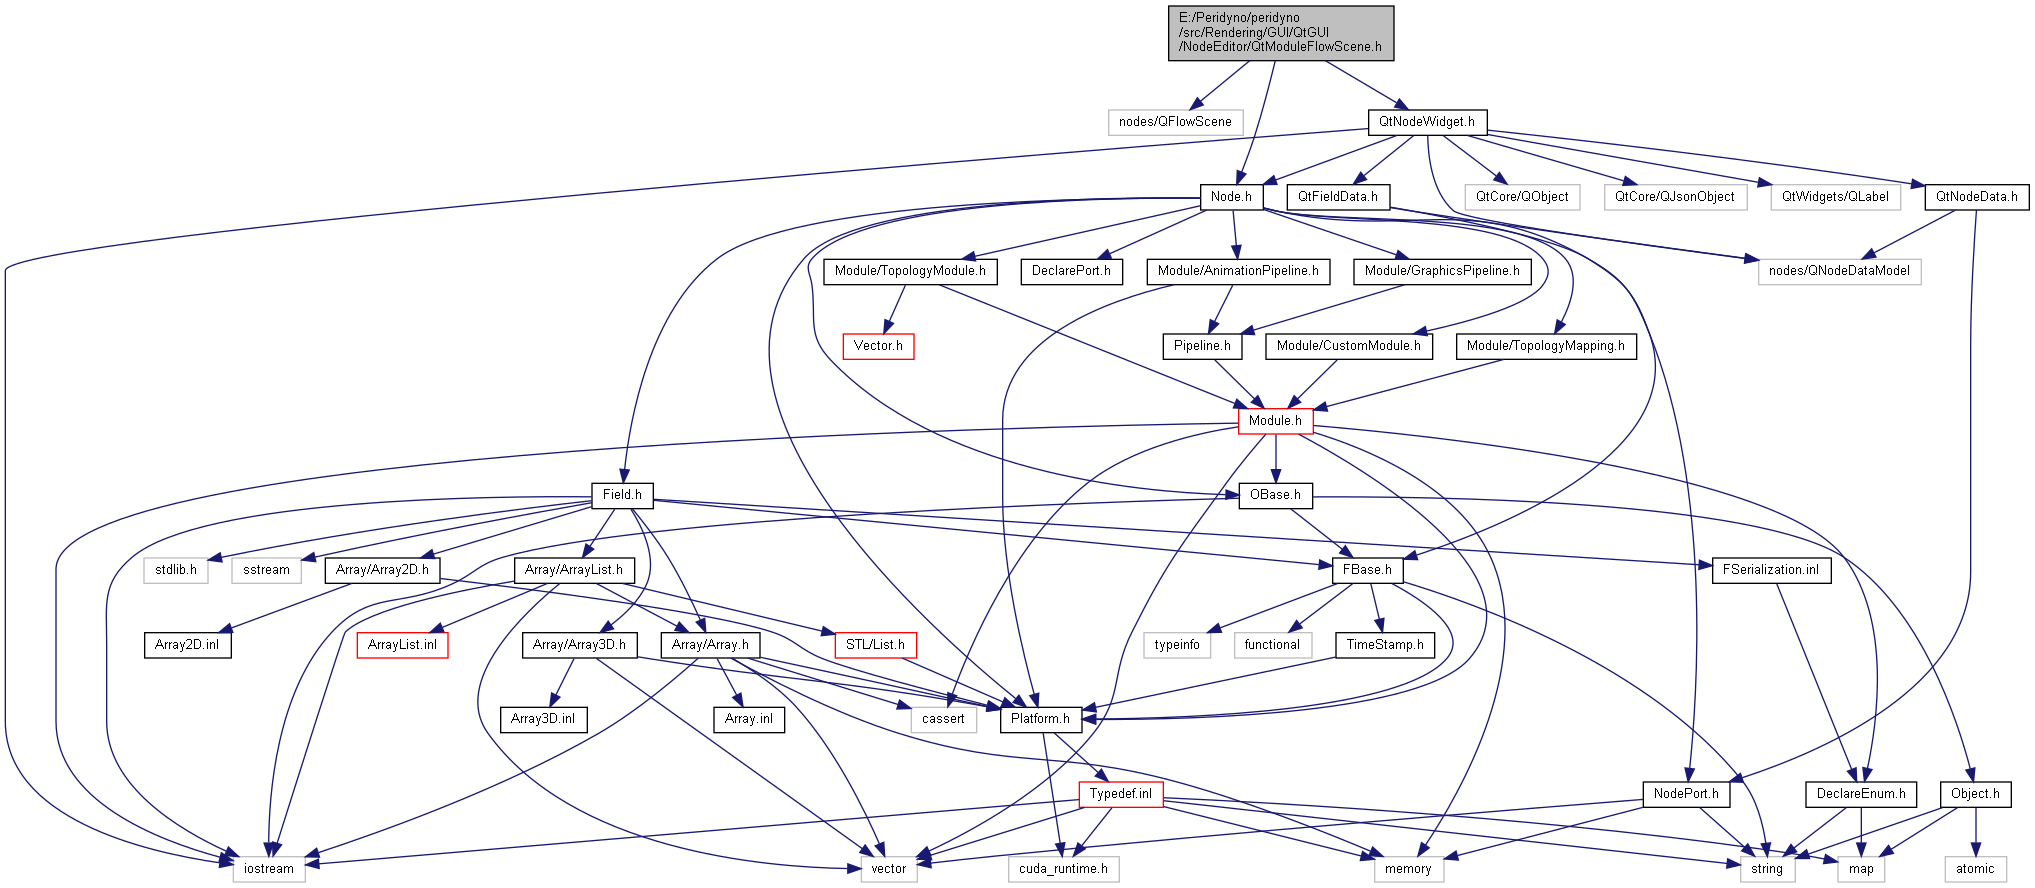 E:/Peridyno/peridyno
/src/Rendering/GUI/QtGUI
/NodeEditor/QtModuleFlowScene.h
nodes/QFlowScene
QtNodeWidget.h
Node.h
QtFieldData.h
QtCore/QObject
QtCore/QJsonObject
QtWidgets/QLabel
QtNodeData.h
Module/TopologyModule.h
DeclarePort.h
Module/AnimationPipeline.h
Module/GraphicsPipeline.h
nodes/QNodeDataModel
Vector.h
Pipeline.h
Module/CustomModule.h
Module/TopologyMapping.h
Module.h
Field.h
OBase.h
stdlib.h
sstream
Array/Array2D.h
Array/ArrayList.h
FBase.h
FSerialization.inl
Array2D.inl
ArrayList.inl
Array/Array3D.h
Array/Array.h
STL/List.h
typeinfo
functional
TimeStamp.h
Array3D.inl
Array.inl
cassert
Platform.h
Typedef.inl
NodePort.h
DeclareEnum.h
Object.h
iostream
vector
cuda_runtime.h
memory
string
map
atomic